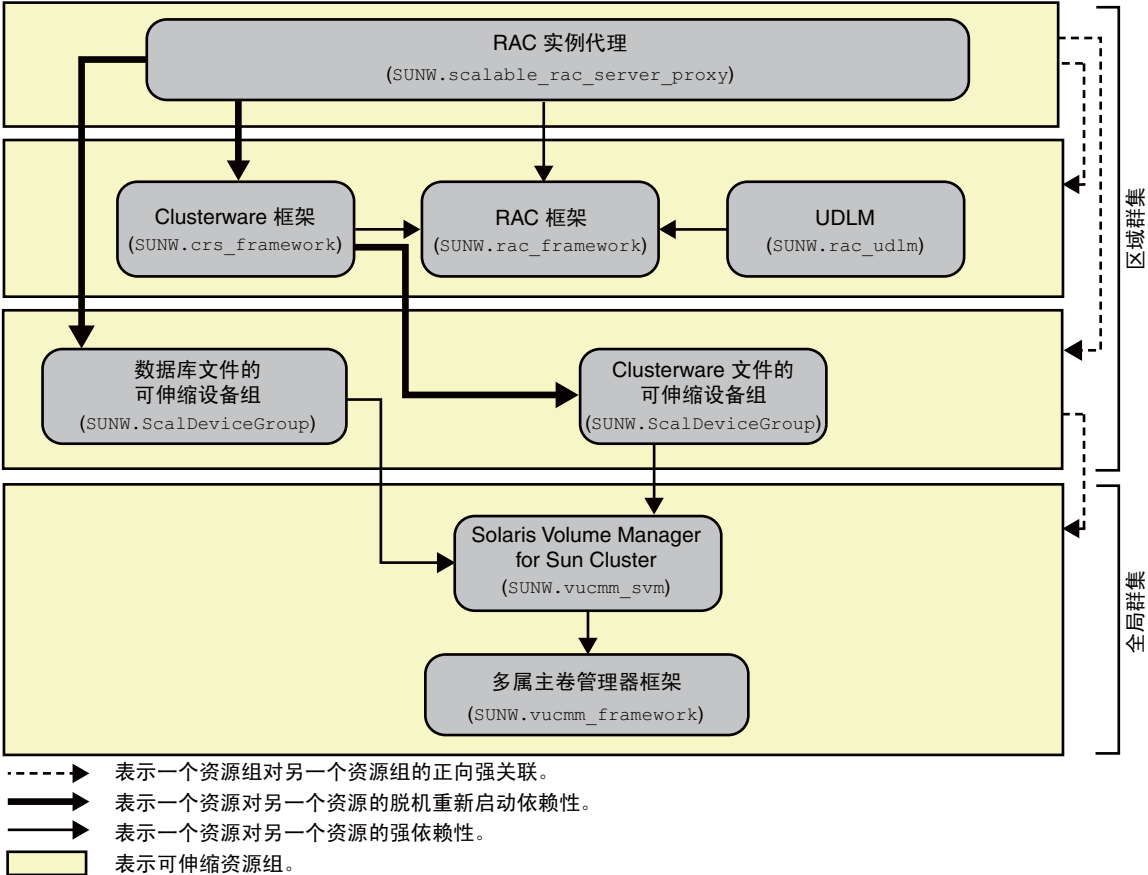 RAC 实例代理
(SUNW.scalable_rac_server_proxy)
Clusterware 框架
(SUNW.crs_framework)
RAC 框架
(SUNW.rac_framework)
UDLM
(SUNW.rac_udlm)
区域群集
数据库文件的
可伸缩设备组
(SUNW.ScalDeviceGroup)
Clusterware 文件的
可伸缩设备组
(SUNW.ScalDeviceGroup)
Solaris Volume Manager
for Sun Cluster
(SUNW.vucmm_svm)
多属主卷管理器框架
(SUNW.vucmm_framework)
全局群集
表示一个资源组对另一个资源组的正向强关联。
表示一个资源对另一个资源的脱机重新启动依赖性。
表示一个资源对另一个资源的强依赖性。
表示可伸缩资源组。